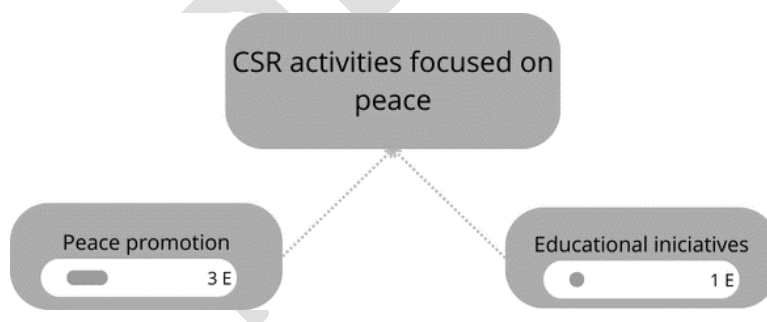 CSR activities focused on
peace
Peace promotion
3 E
Educational iniciatives
1 E